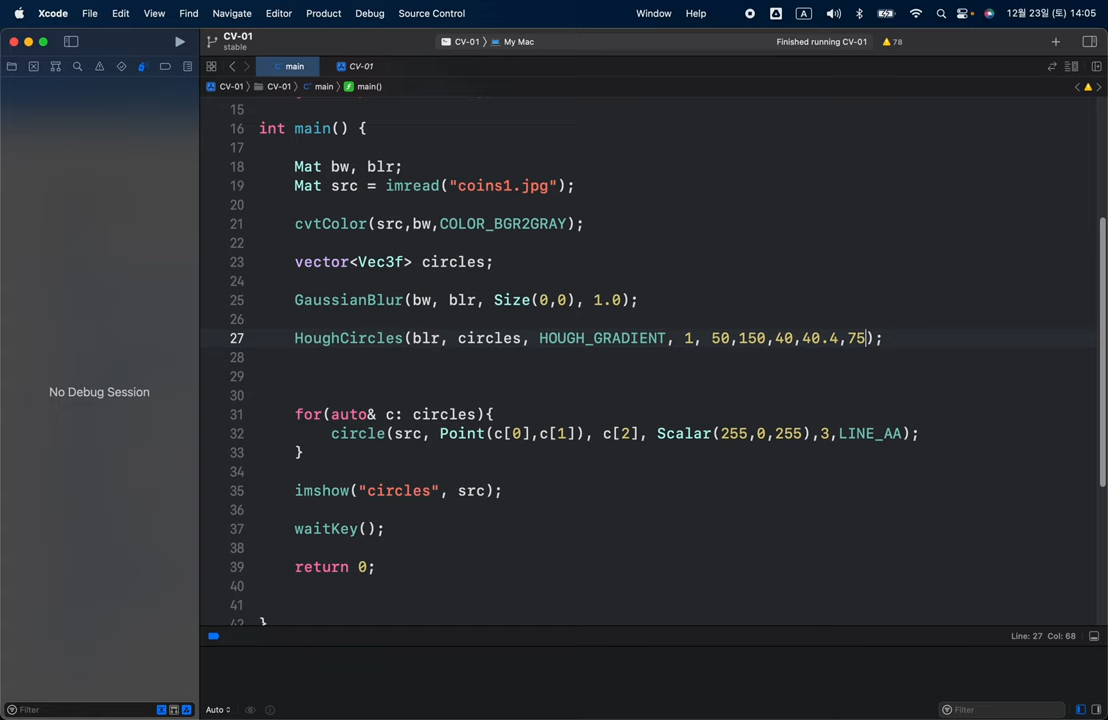 Xcode File Edit View Find Navigate Editor Product Debug Source Control Window Help A 12월 23일 (토) 14:05
CV-01
stable
CV-01 〉 My Mac
Finished running CV-01
78
main
CV-01
CV-01 〉 CV-01 〉 main 〉 main()
15
16 int main() {
17
18 Mat bw, blr;
19 Mat src = imread("coins1.jpg");
20
21 cvtColor(src,bw,COLOR_BGR2GRAY);
22
23 vector<Vec3f> circles;
24
25 GaussianBlur(bw, blr, Size(0,0), 1.0);
26
27 HoughCircles(blr, circles, HOUGH_GRADIENT, 1, 50,150,40,40.4,75);
28
29
30
31 for(auto& c: circles){
32 circle(src, Point(c[0],c[1]), c[2], Scalar(255,0,255),3,LINE_AA);
33 }
34
35 imshow("circles", src);
36
37 waitKey();
38
39 return 0;
40
41
42 }
No Debug Session
Line: 27 Col: 68
Filter
Auto
Filter